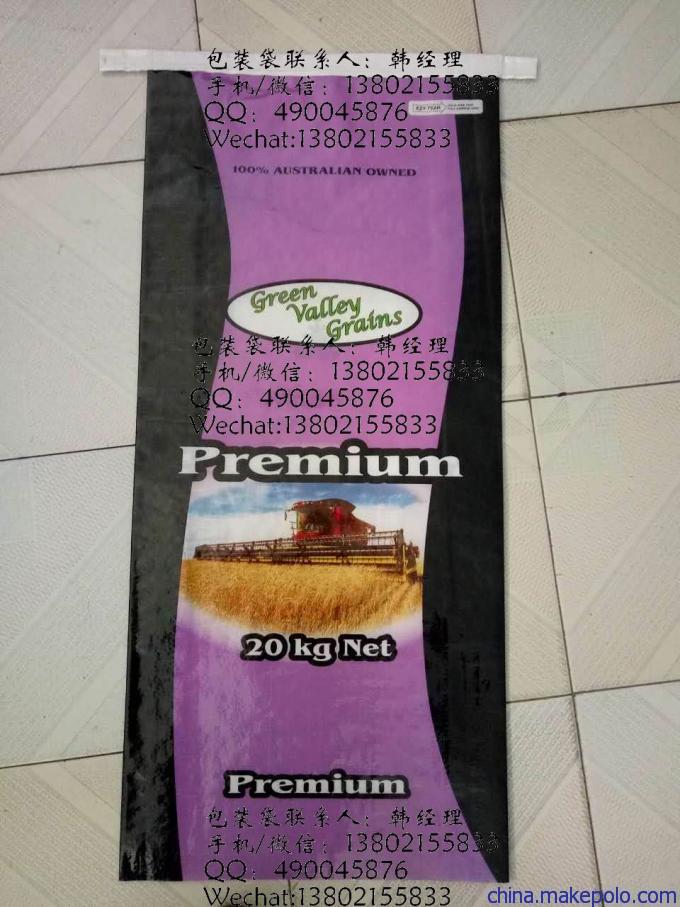 包装袋联系人：韩经理
手机/微信：13802155833
QQ：490045876
EZY TEAR
Wechat:13802155833
100% AUSTRALIAN OWNED
Green
Valley
Grains
包装袋联系人：韩经理
手机/微信：13802155833
QQ：490045876
Wechat:13802155833
Premium
20 kg Net
Premium
包装袋联系人：韩经理
手机/微信：13802155833
QQ：490045876
Wechat:13802155833
china.makepolo.com